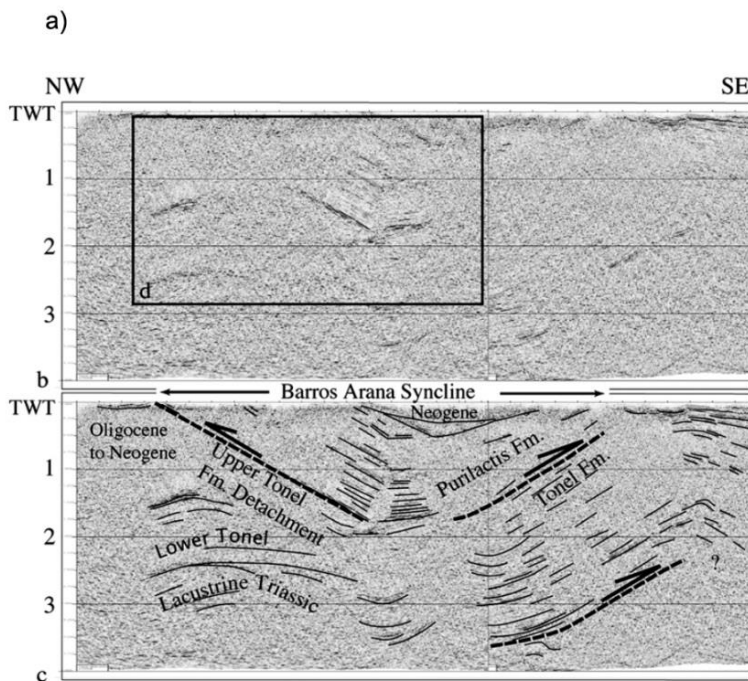 a)
NW SE
TWT
1
2
d
3
b
Barros Arana Syncline
TWT
Neogene
Oligocene
to Neogene
Upper Tonel
Fm. Detachment
Purilactis Fm.
Tonel Fm.
1
2
Lower Tonel
Lacustrine Triassic
?
3
c